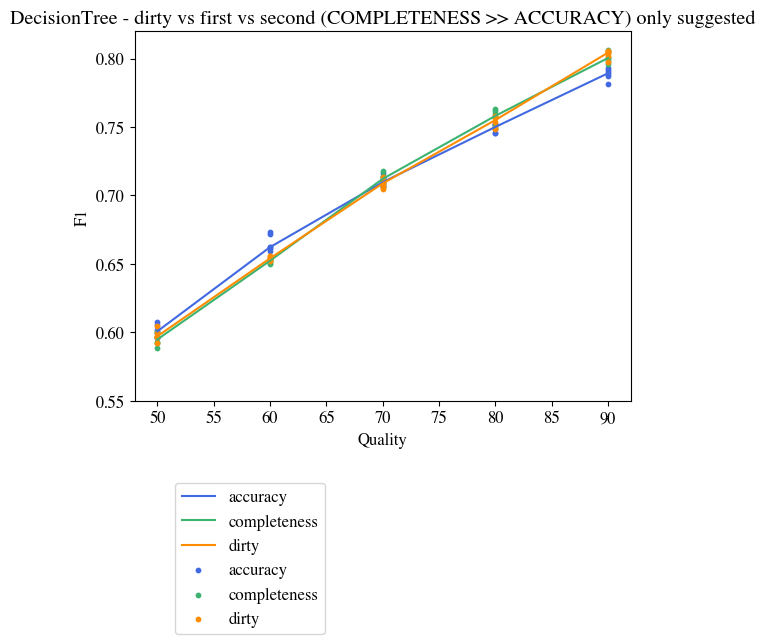 DecisionTree - dirty vs first vs second (COMPLETENESS >> ACCURACY) only suggested
0.80
0.75
0.70
0.65
0.60
0.55
F1
50 55 60 65 70 75 80 85 90
Quality
accuracy
completeness
dirty
accuracy
completeness
dirty